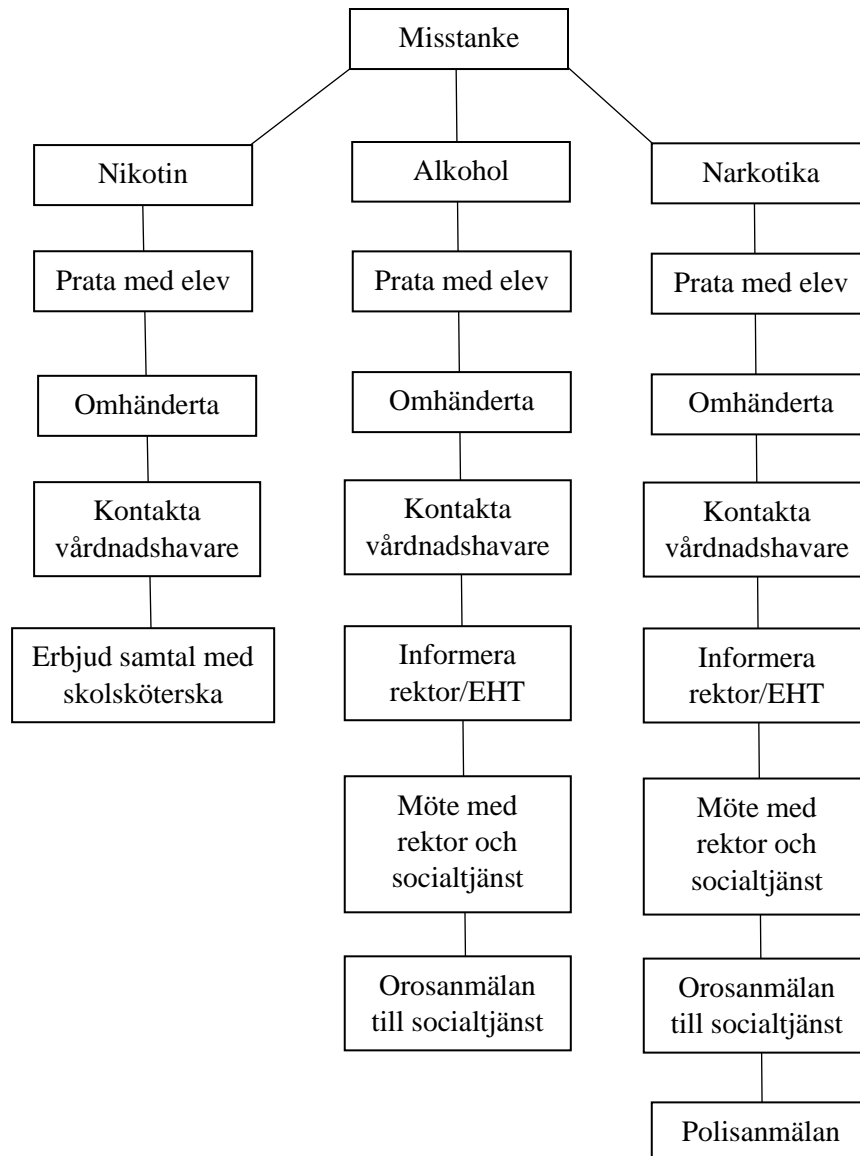 Misstanke
Nikotin
Alkohol
Narkotika
Prata med elev
Prata med elev
Prata med elev
Omhänderta
Omhänderta
Omhänderta
Kontakta
vårdnadshavare
Kontakta
vårdnadshavare
Kontakta
vårdnadshavare
Erbjud samtal med
skolsköterska
Informera
rektor/EHT
Informera
rektor/EHT
Möte med
rektor och
socialtjänst
Möte med
rektor och
socialtjänst
Orosanmälan
till socialtjänst
Orosanmälan
till socialtjänst
Polisanmälan